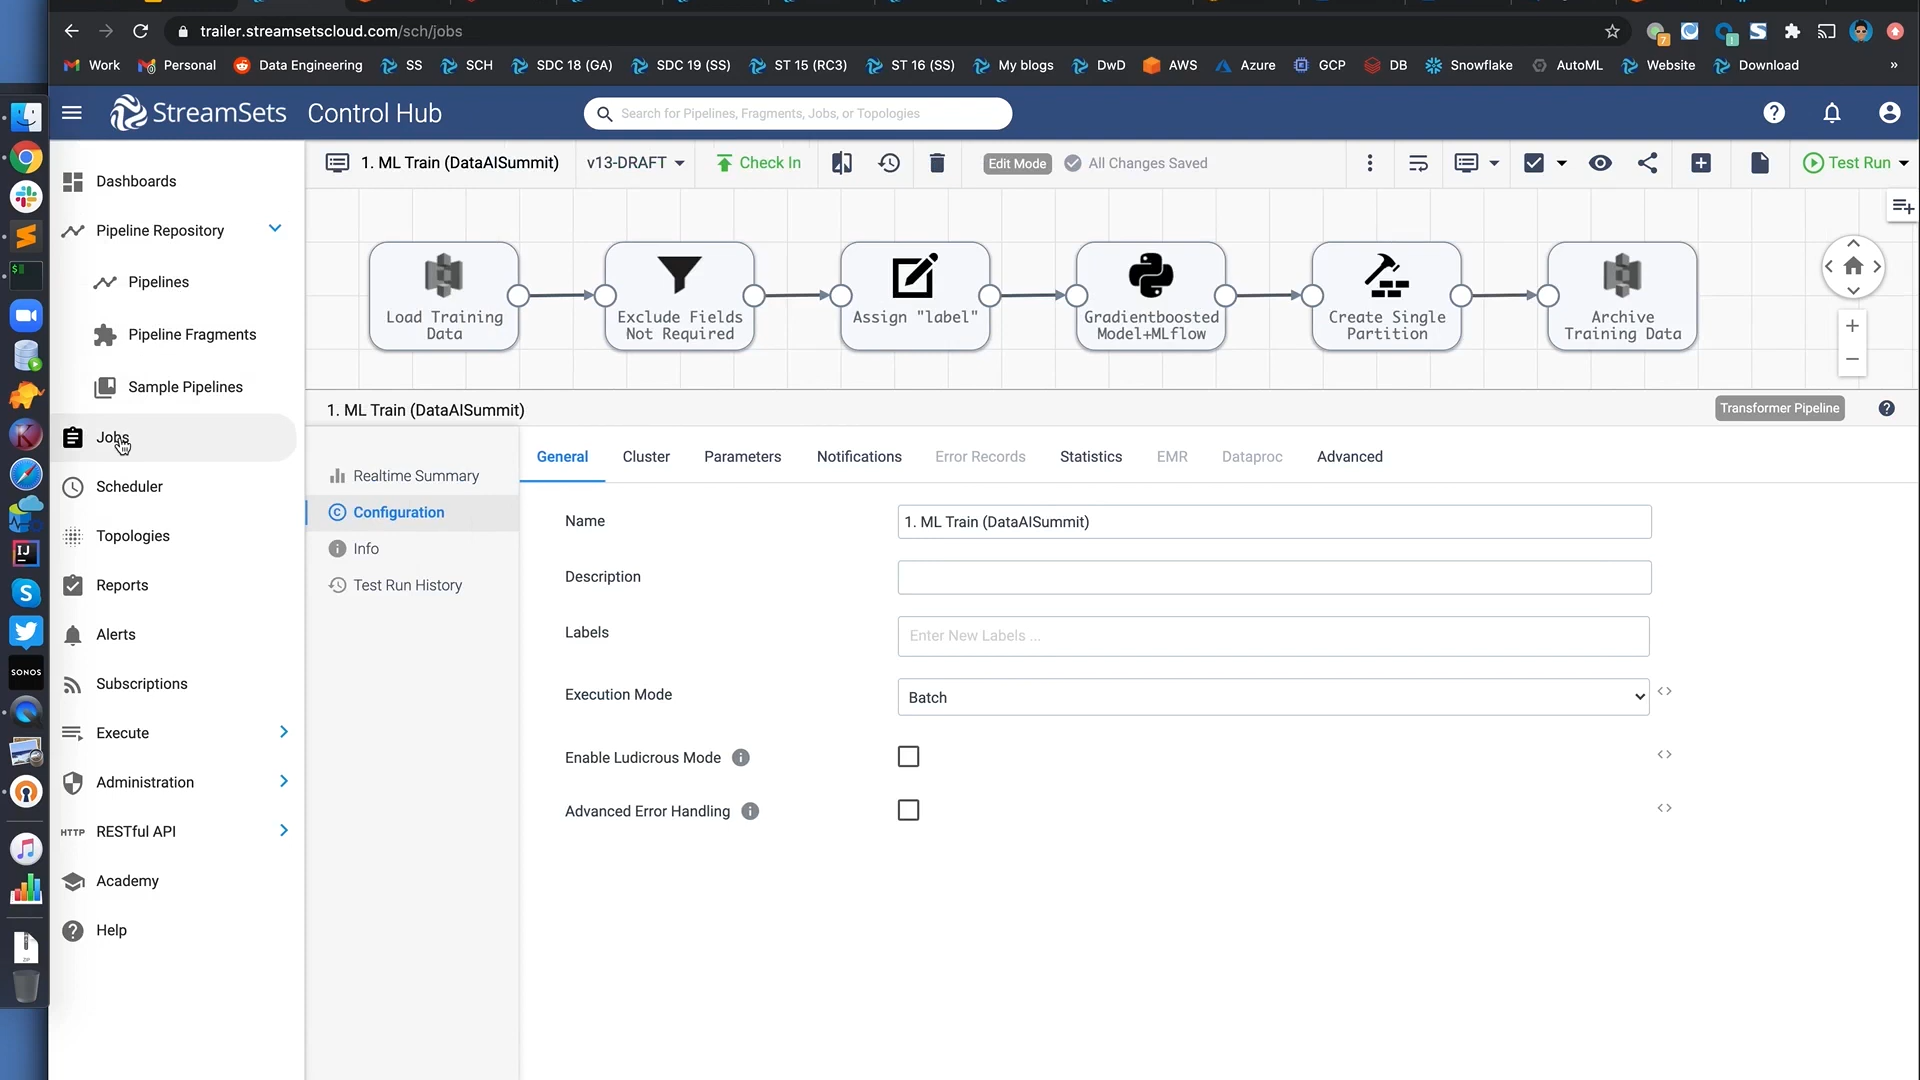 trailer.streamsetscloud.com/sch/jobs
7
1
Work
Personal
Data Engineering
SS
SCH
SDC 18 (GA)
SDC 19 (SS)
ST 15 (RC3)
ST 16 (SS)
My blogs
DwD
AWS
Azure
GCP
DB
Snowflake
AutoML
Website
Download
»
StreamSets
Control Hub
Search for Pipelines, Fragments, Jobs, or Topologies
1. ML Train (DataAISummit)
v13-DRAFT
Check In
Edit Mode
All Changes Saved
Test Run
Dashboards
Pipeline Repository
Pipelines
Pipeline Fragments
Sample Pipelines
Jobs
Scheduler
Topologies
Reports
Alerts
Subscriptions
Execute
Administration
HTTP RESTful API
Academy
Help
Load Training
Data
Exclude Fields
Not Required
Assign "label"
Gradientboosted
Model+MLflow
Create Single
Partition
Archive
Training Data
1. ML Train (DataAISummit)
Transformer Pipeline
Realtime Summary
Configuration
Info
Test Run History
General
Cluster
Parameters
Notifications
Error Records
Statistics
EMR
Dataproc
Advanced
Name
1. ML Train (DataAISummit)
Description
Labels
Enter New Labels ...
Execution Mode
Batch
Enable Ludicrous Mode
Advanced Error Handling
IJ
SONOS
ZIP